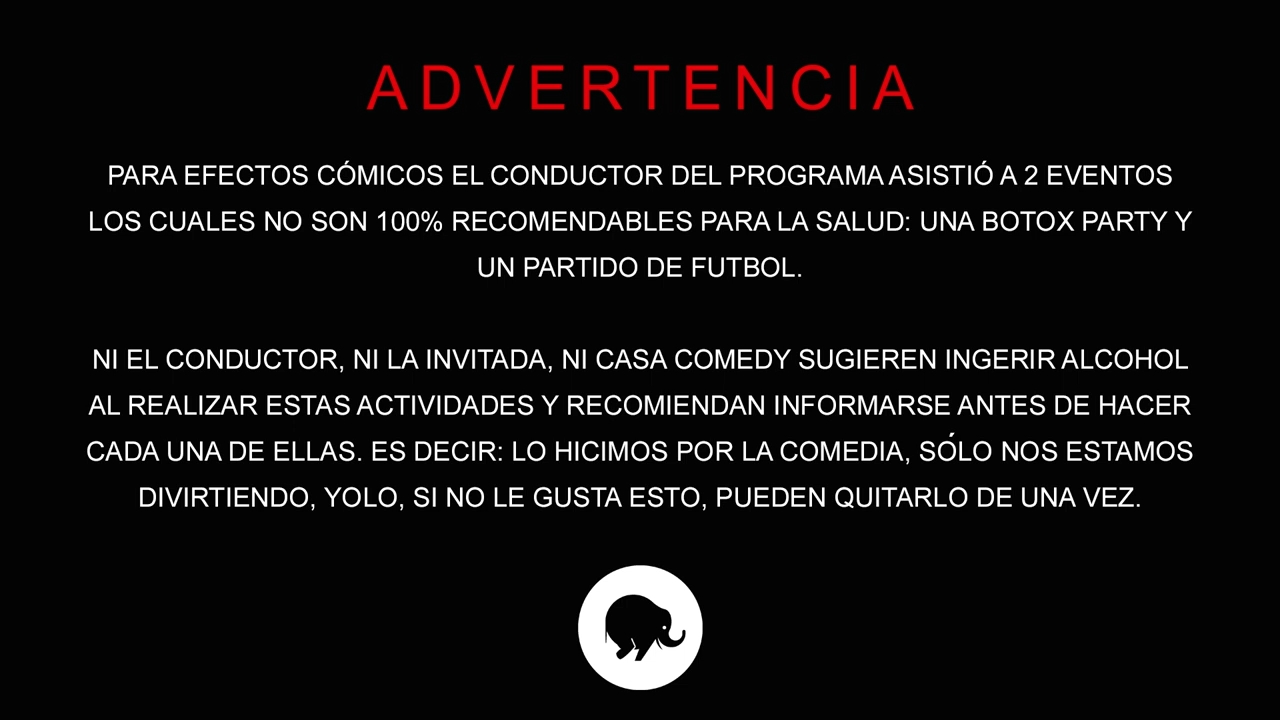 ADVERTENCIA
PARA EFECTOS CÓMICOS EL CONDUCTOR DEL PROGRAMA ASISTIÓ A 2 EVENTOS
LOS CUALES NO SON 100% RECOMENDABLES PARA LA SALUD: UNA BOTOX PARTY Y
UN PARTIDO DE FUTBOL.
NI EL CONDUCTOR, NI LA INVITADA, NI CASA COMEDY SUGIEREN INGERIR ALCOHOL
AL REALIZAR ESTAS ACTIVIDADES Y RECOMIENDAN INFORMARSE ANTES DE HACER
CADA UNA DE ELLAS. ES DECIR: LO HICIMOS POR LA COMEDIA, SÓLO NOS ESTAMOS
DIVIRTIENDO, YOLO, SI NO LE GUSTA ESTO, PUEDEN QUITARLO DE UNA VEZ.